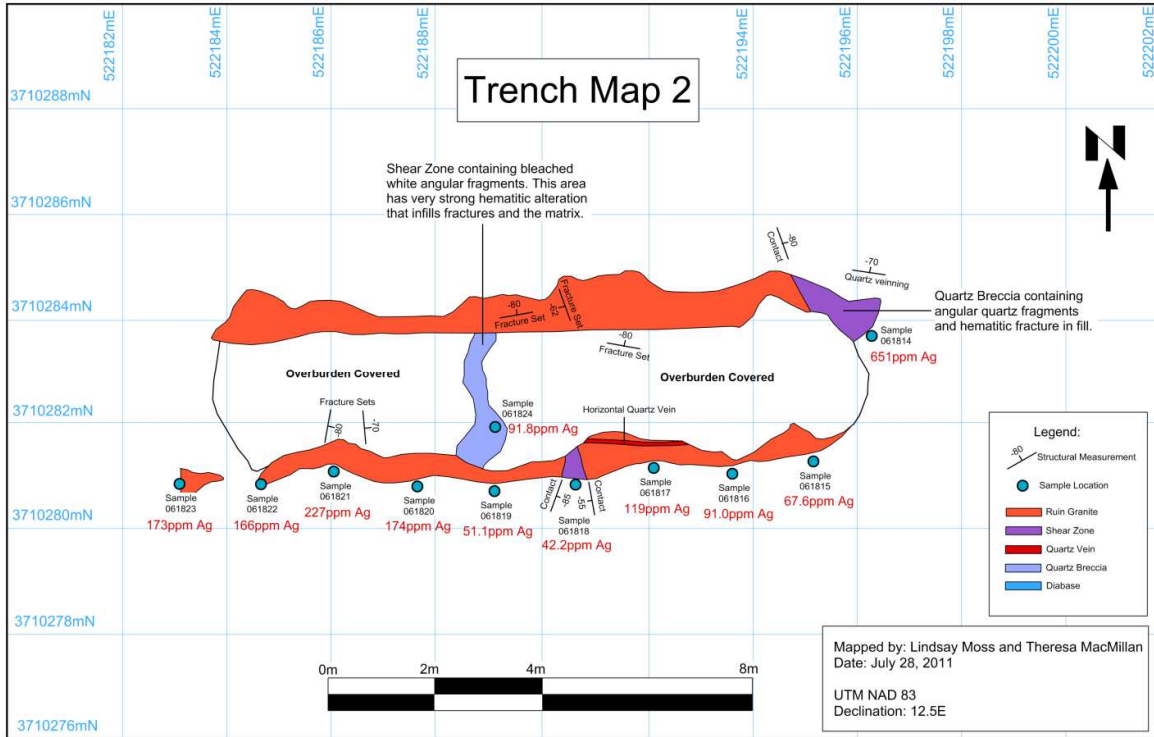 522182mE
522184mE
522186mE
522188mE
522194mE
522196mE
522198mE
522200mE
522202mE
3710288mN
3710286mN
3710284mN
3710282mN
3710280mN
3710278mN
3710276mN
Trench Map 2
N
Shear Zone containing bleached
white angular fragments. This area
has very strong hematitic alteration
that infills fractures and the matrix.
-80
Contact
-70
Quartz veinning
Quartz Breccia containing
angular quartz fragments
and hematitic fracture in fill.
-80
Fracture Set
-62
Fracture Set
-80
Fracture Set
Sample
061814
651ppm Ag
Overburden Covered
Overburden Covered
Fracture Sets
-80
-70
Sample
061824
91.8ppm Ag
Horizontal Quartz Vein
Sample
061823
173ppm Ag
Sample
061822
166ppm Ag
Sample
061821
227ppm Ag
Sample
061820
174ppm Ag
Sample
061819
51.1ppm Ag
Contact
-85
Contact
-55
Sample
061818
42.2ppm Ag
Sample
061817
119ppm Ag
Sample
061816
91.0ppm Ag
Sample
061815
67.6ppm Ag
Legend:
-80
Structural Measurement
Sample Location
Ruin Granite
Shear Zone
Quartz Vein
Quartz Breccia
Diabase
0m
2m
4m
8m
Mapped by: Lindsay Moss and Theresa MacMillan
Date: July 28, 2011
UTM NAD 83
Declination: 12.5E